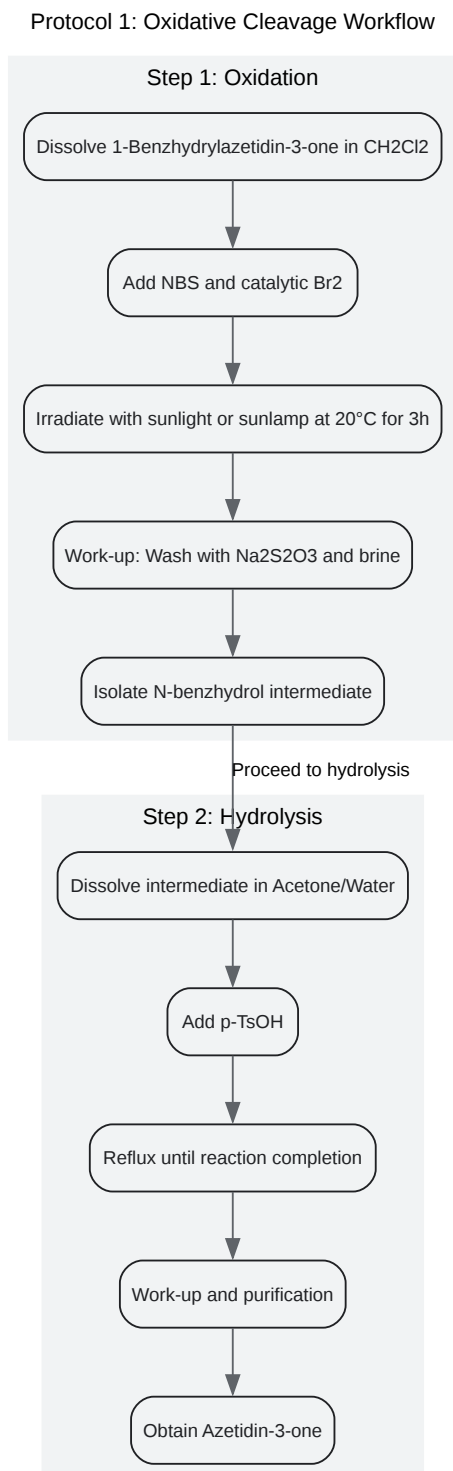 Protocol 1: Oxidative Cleavage Workflow
Step 1: Oxidation
Dissolve 1-Benzhydrylazetidin-3-one in CH2Cl2
Add NBS and catalytic Br2
Irradiate with sunlight or sunlamp at 20°C for 3h
Work-up: Wash with Na2S2O3 and brine
Isolate N-benzhydrol intermediate
Proceed to hydrolysis
Step 2: Hydrolysis
Dissolve intermediate in Acetone/Water
Add p-TsOH
Reflux until reaction completion
Work-up and purification
Obtain Azetidin-3-one